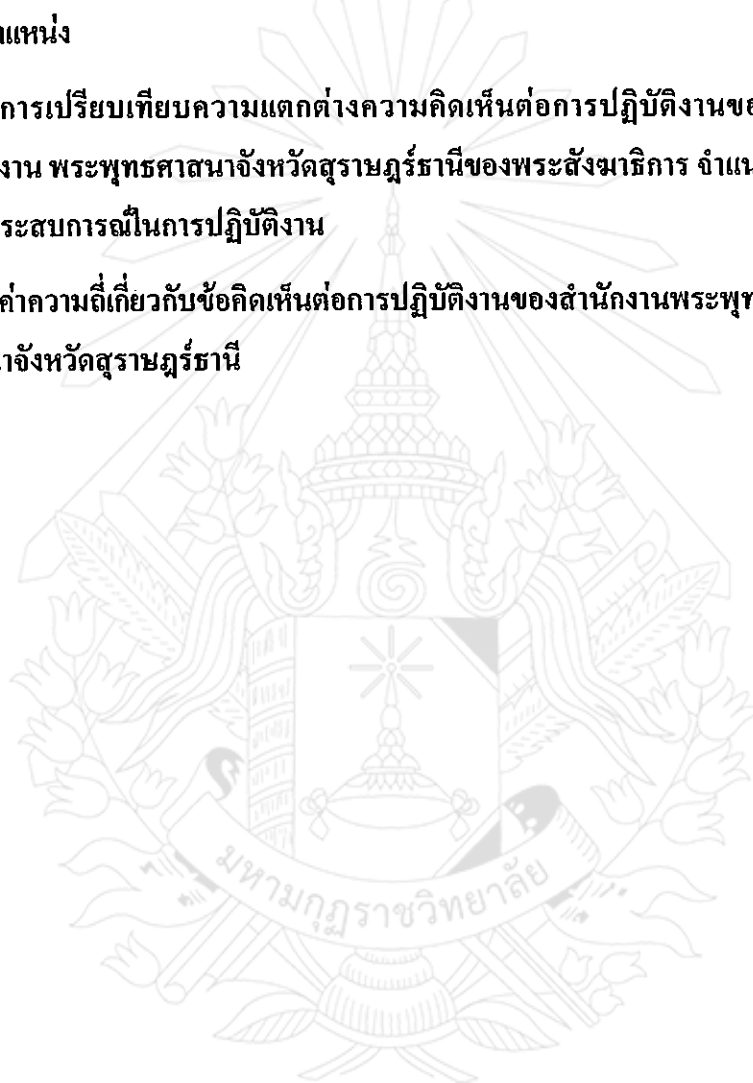 แหน่ง
การเปรียบเทียบความแตกต่างความคิดเห็นต่อการปฏิบัติงานขอ
งาน พระพุทธศาสนาจังหวัดสุราษฎร์ธานีของพระสังฆาธิการ จำแน
ระสบการณ์ในการปฏิบัติงาน
ค่าความถี่เกี่ยวกับข้อคิดเห็นต่อการปฏิบัติงานของสำนักงานพระพุท
าจังหวัดสุราษฎร์ธานี
มหามกุฏราชวิทยาลัย